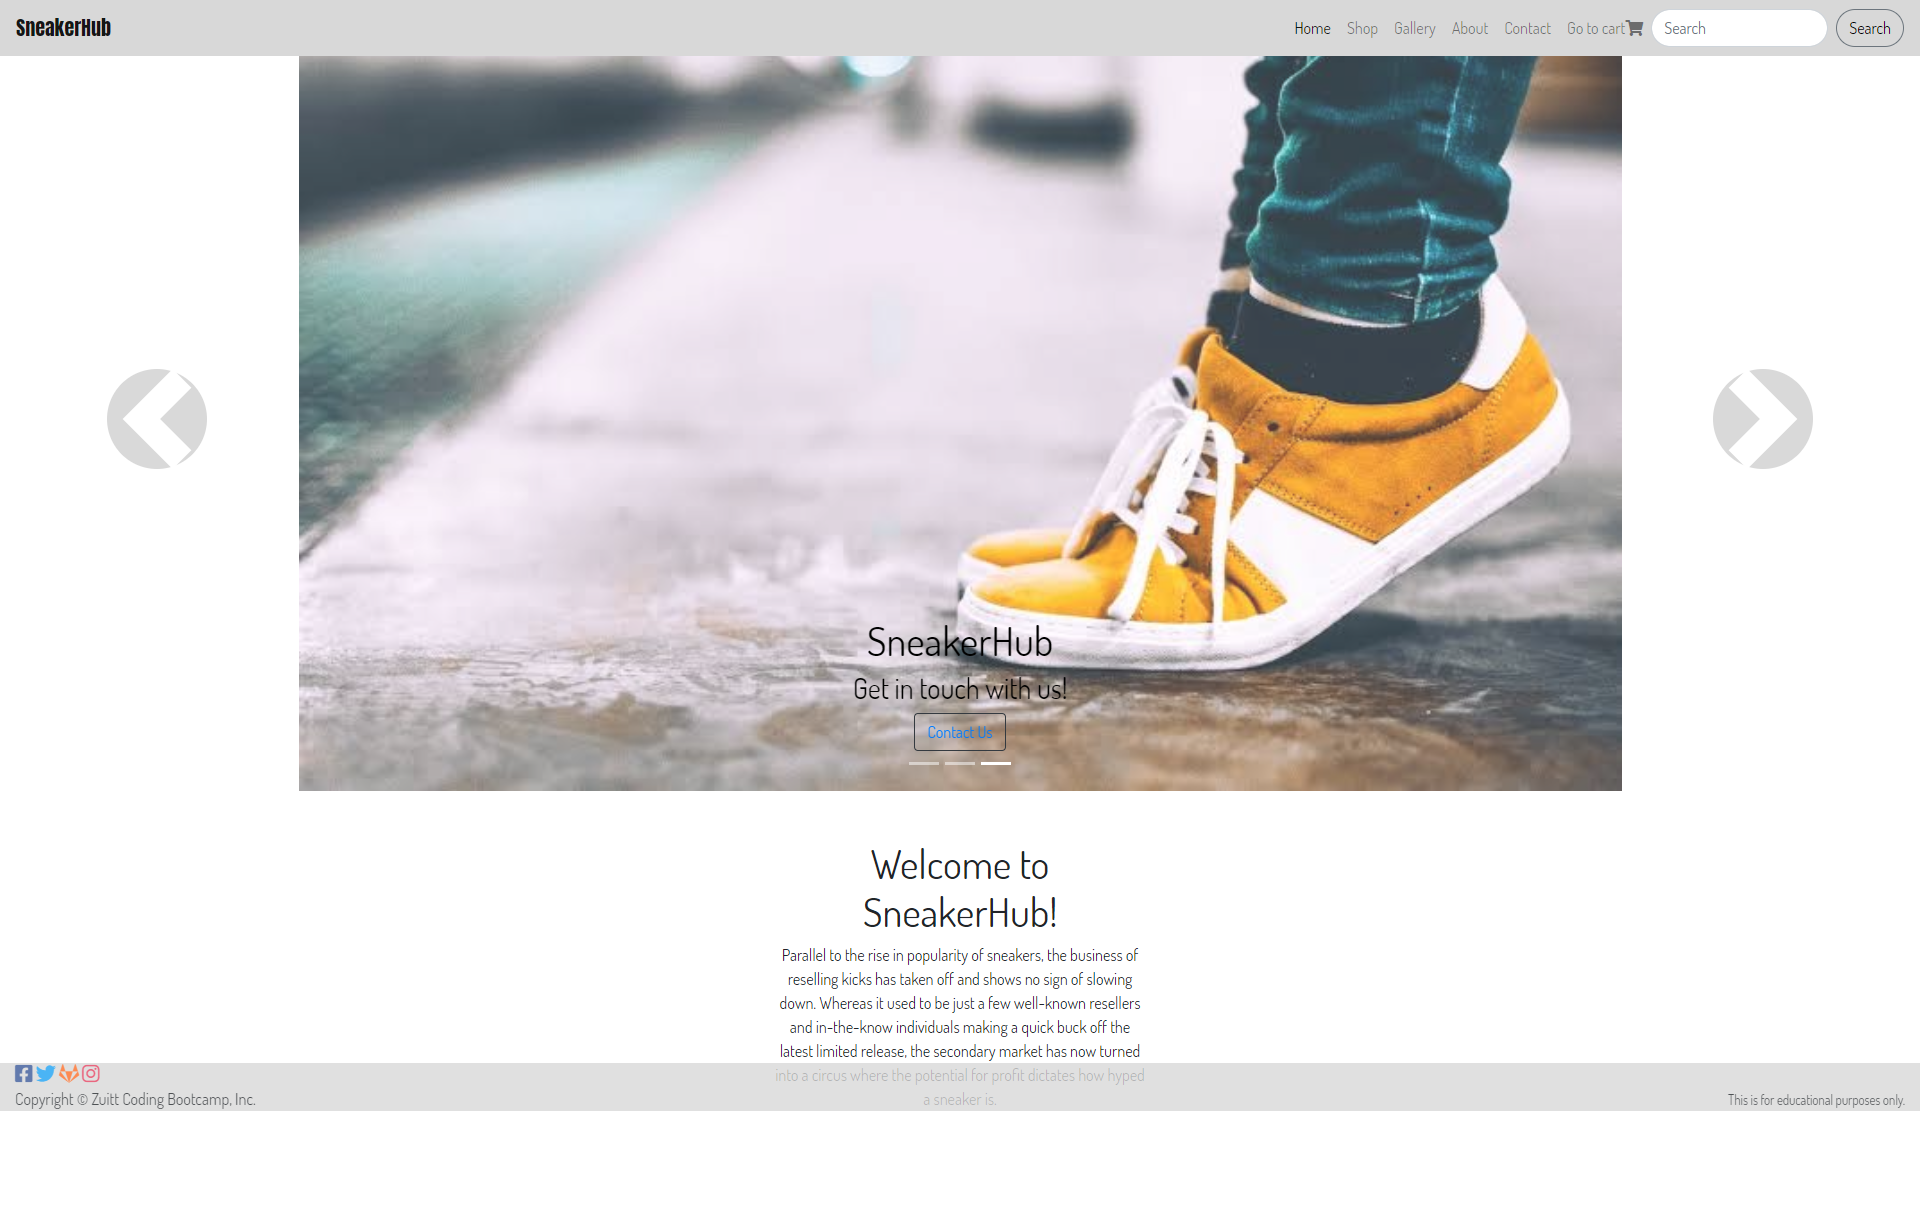 SneakerHub
Home Shop Gallery About Contact Go to cart Search Search
SneakerHub
Get in touch with us!
Contact Us
Welcome to
SneakerHub!
Parallel to the rise in popularity of sneakers, the business of
reselling kicks has taken off and shows no sign of slowing
down. Whereas it used to be just a few well-known resellers
and in-the-know individuals making a quick buck off the
latest limited release, the secondary market has now turned
into a circus where the potential for profit dictates how hyped
a sneaker is.
Copyright © Zuitt Coding Bootcamp, Inc.
This is for educational purposes only.